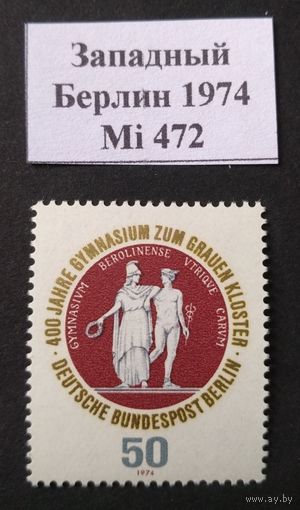 Западный
Берлин 1974
Mi 472
· 400 JAHRE GYMNASIUM ZUM GRAUEN KLOSTER ·
GYMNASIVM BEROLINENSE VTRIQVE CARVM
DEUTSCHE BUNDESPOST BERLIN
50
1974
ay.by